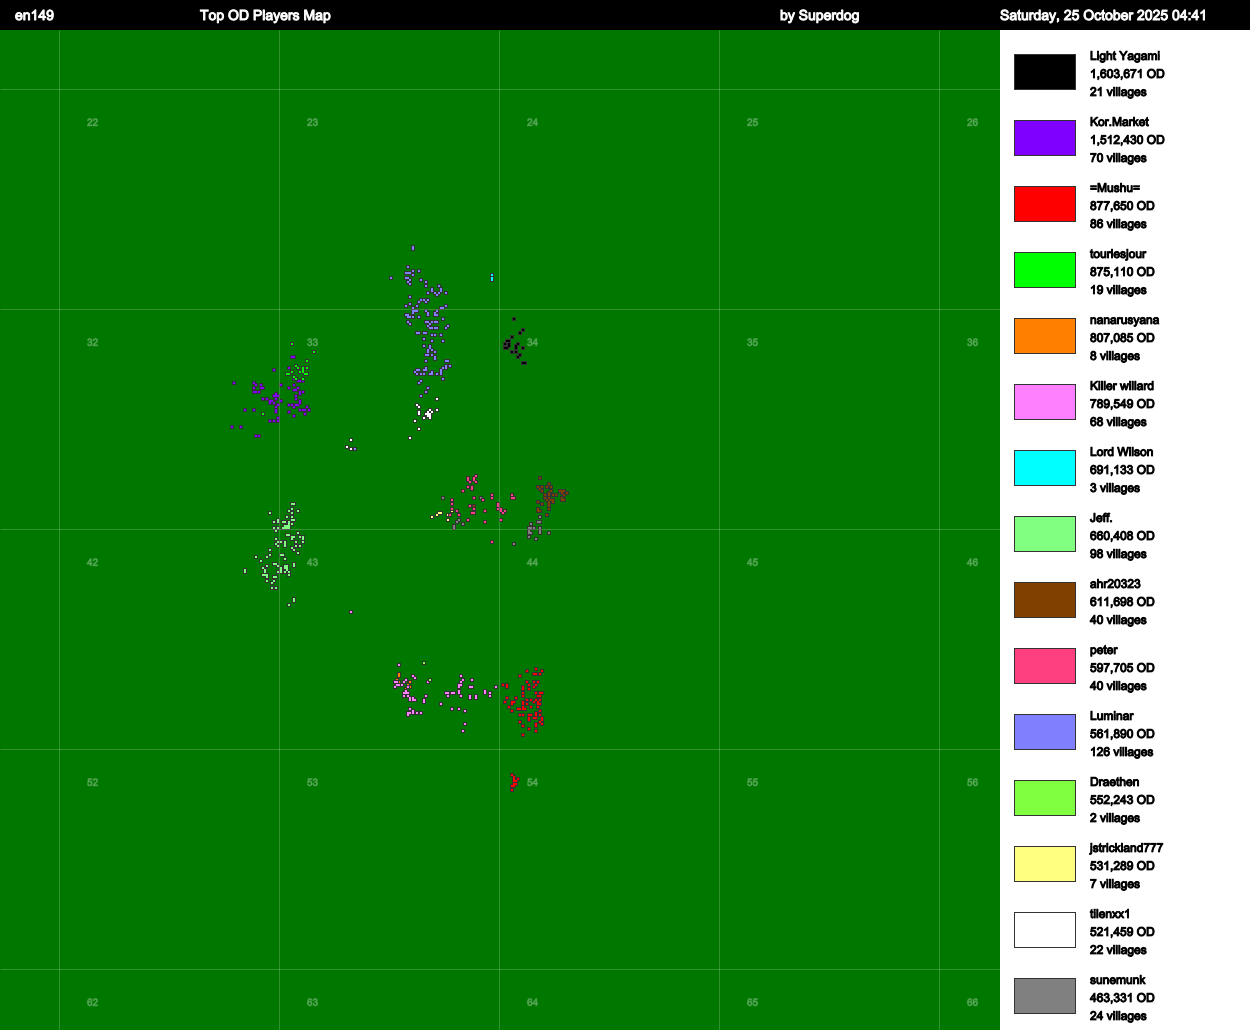 en149 Top OD Players Map by Superdog Saturday, 25 October 2025 04:41
22 23 24 25 26
32 33 34 35 36
42 43 44 45 46
52 53 54 55 56
62 63 64 65 66
Light Yagami
1,603,671 OD
21 villages
Kor.Market
1,512,430 OD
70 villages
=Mushu=
877,650 OD
86 villages
tourlesjour
875,110 OD
19 villages
nanarusyana
807,085 OD
8 villages
Killer willard
789,549 OD
68 villages
Lord Wilson
691,133 OD
3 villages
Jeff.
660,408 OD
98 villages
ahr20323
611,698 OD
40 villages
peter
597,705 OD
40 villages
Luminar
561,890 OD
126 villages
Draethen
552,243 OD
2 villages
jstrickland777
531,289 OD
7 villages
tilenxx1
521,459 OD
22 villages
sunemunk
463,331 OD
24 villages